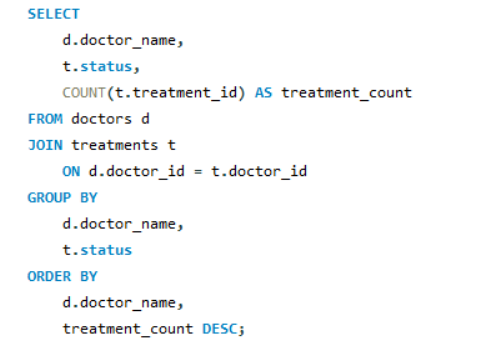 SELECT
    d.doctor_name,
    t.status,
    COUNT(t.treatment_id) AS treatment_count
FROM doctors d
JOIN treatments t
    ON d.doctor_id = t.doctor_id
GROUP BY
    d.doctor_name,
    t.status
ORDER BY
    d.doctor_name,
    treatment_count DESC;